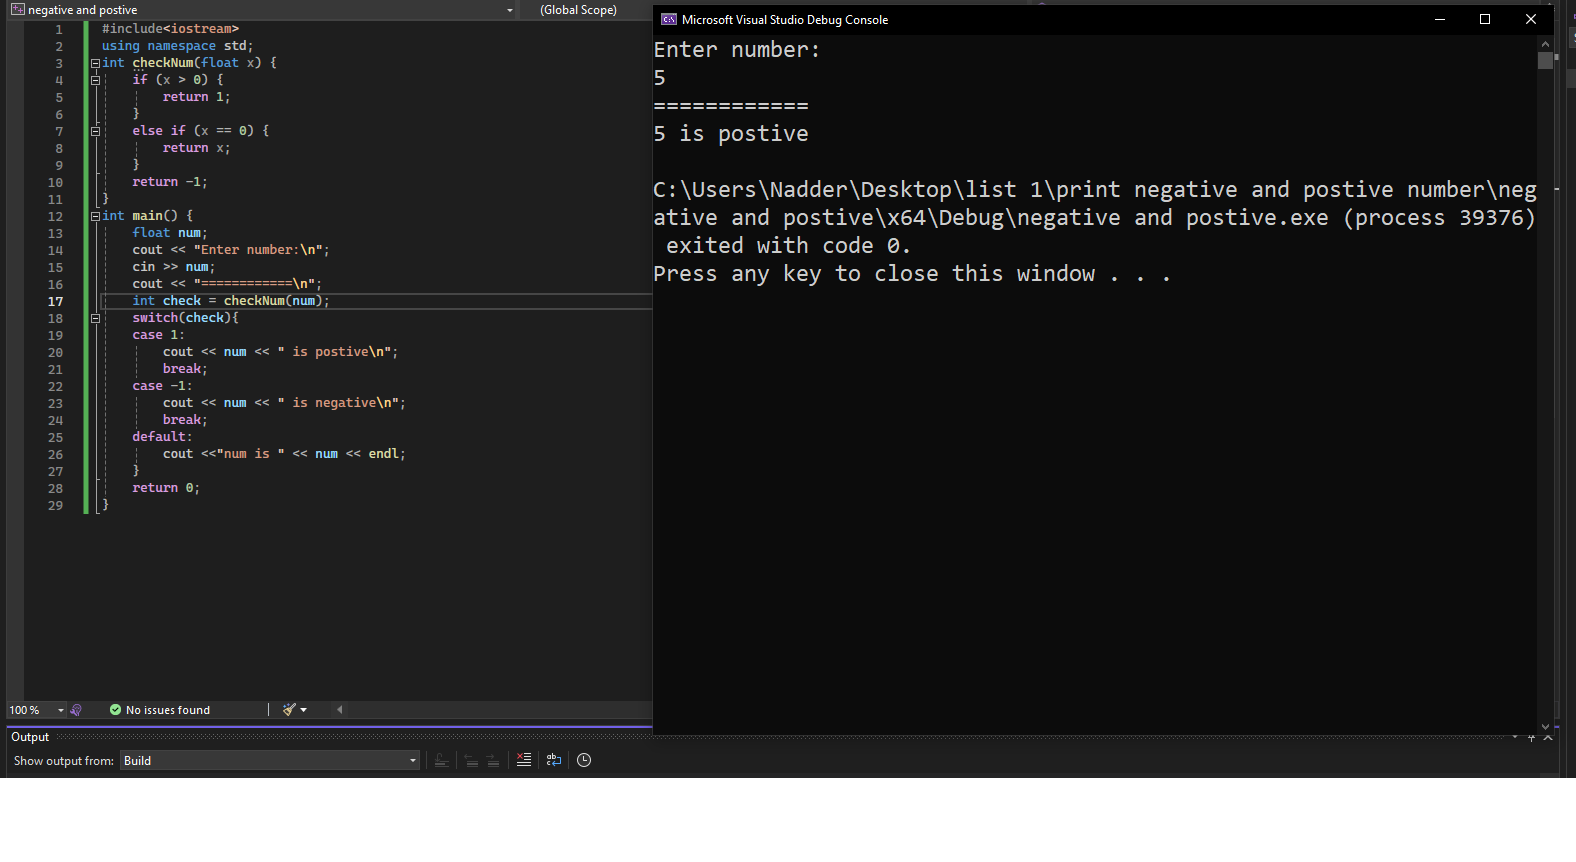 negative and postive
(Global Scope)
1 #include<iostream>
2 using namespace std;
3 int checkNum(float x) {
4 if (x > 0) {
5 return 1;
6 }
7 else if (x == 0) {
8 return x;
9 }
10 return -1;
11 }
12 int main() {
13 float num;
14 cout << "Enter number:\n";
15 cin >> num;
16 cout << "============\n";
17 int check = checkNum(num);
18 switch(check){
19 case 1:
20 cout << num << " is postive\n";
21 break;
22 case -1:
23 cout << num << " is negative\n";
24 break;
25 default:
26 cout <<"num is " << num << endl;
27 }
28 return 0;
29 }
100 %
No issues found
Output
Show output from: Build
Microsoft Visual Studio Debug Console
Enter number:
5
============
5 is postive
C:\Users\Nadder\Desktop\list 1\print negative and postive number\neg
ative and postive\x64\Debug\negative and postive.exe (process 39376)
exited with code 0.
Press any key to close this window . . .